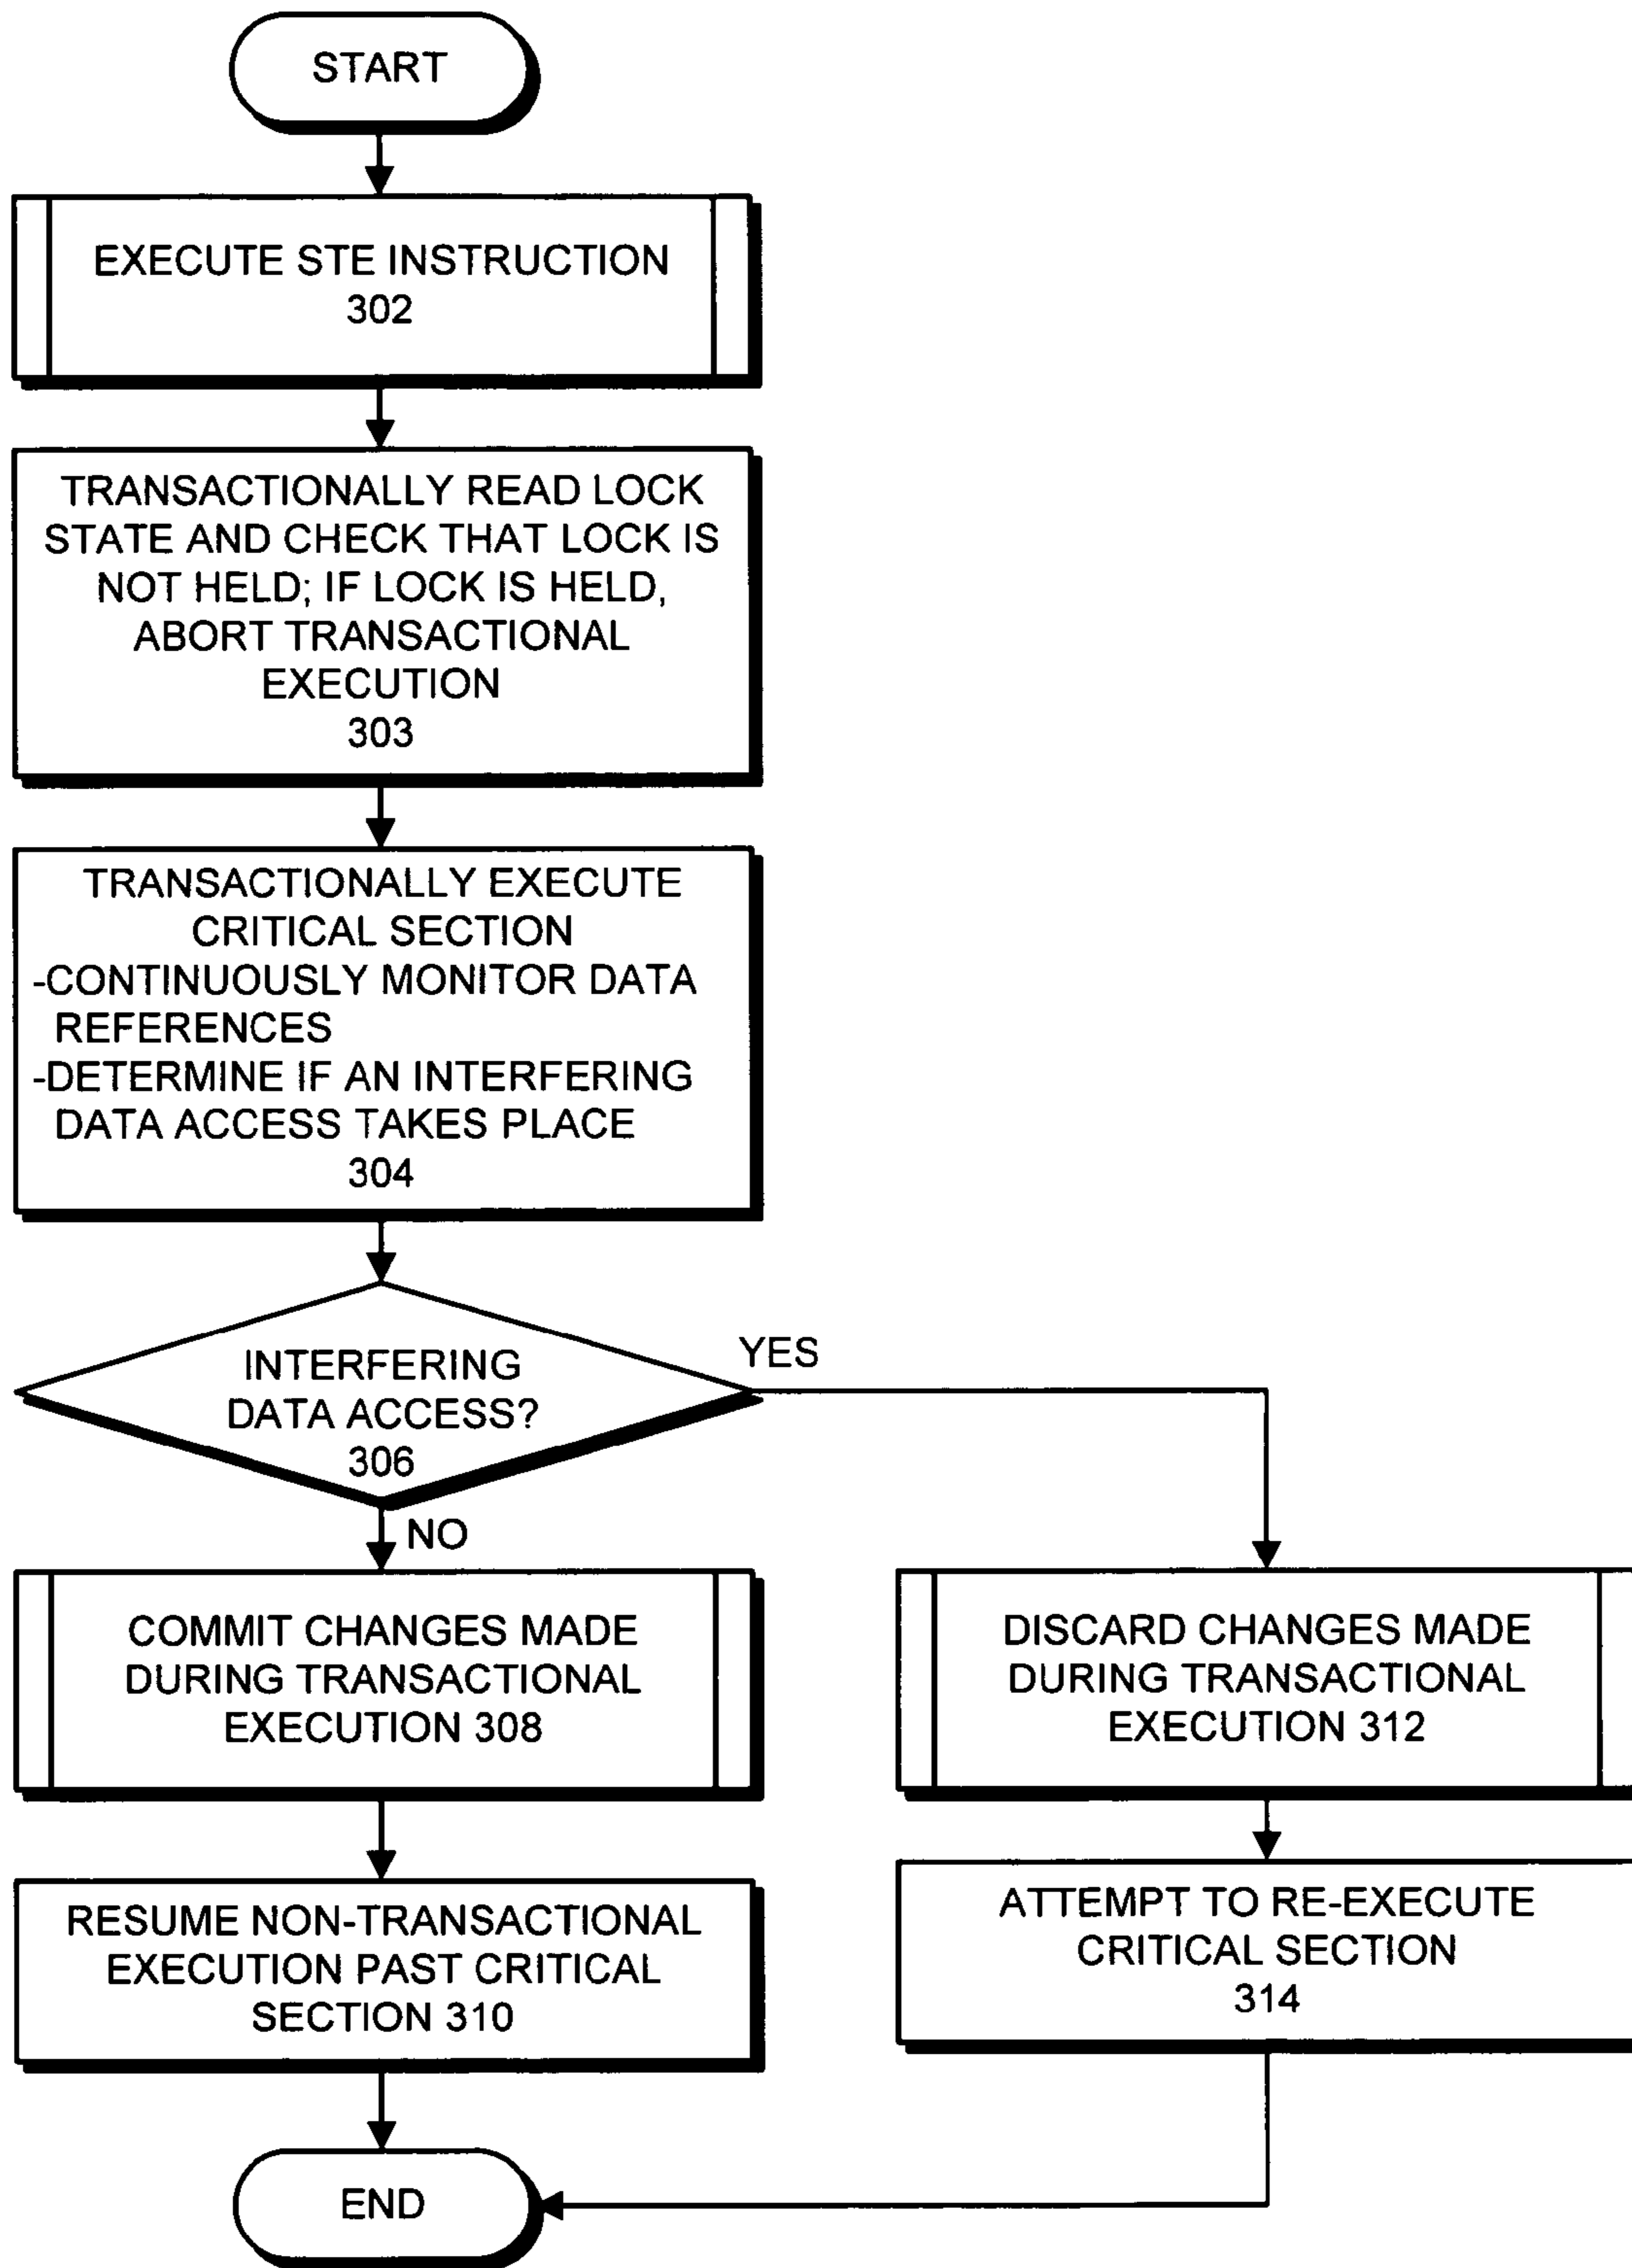 START
EXECUTE STE INSTRUCTION
302
TRANSACTIONALLY READ LOCK
STATE AND CHECK THAT LOCK IS
NOT HELD; IF LOCK IS HELD,
ABORT TRANSACTIONAL
EXECUTION
303
TRANSACTIONALLY EXECUTE
CRITICAL SECTION
-CONTINUOUSLY MONITOR DATA
REFERENCES
-DETERMINE IF AN INTERFERING
DATA ACCESS TAKES PLACE
304
INTERFERING
DATA ACCESS?
306
YES
NO
COMMIT CHANGES MADE
DURING TRANSACTIONAL
EXECUTION 308
DISCARD CHANGES MADE
DURING TRANSACTIONAL
EXECUTION 312
RESUME NON-TRANSACTIONAL
EXECUTION PAST CRITICAL
SECTION 310
ATTEMPT TO RE-EXECUTE
CRITICAL SECTION
314
END